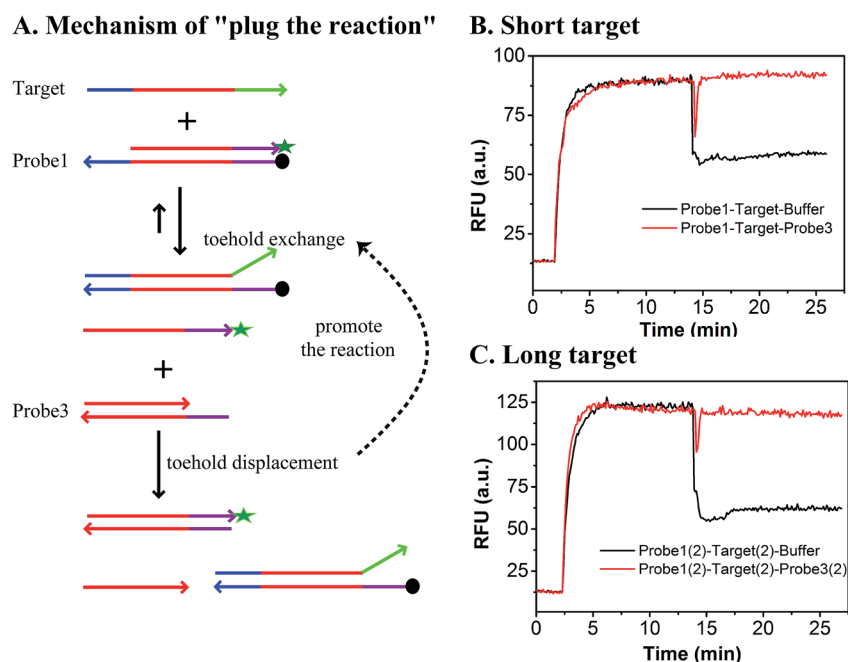 A. Mechanism of "plug the reaction"
Target
+
Probe1
toehold exchange
promote
the reaction
+
Probe3
toehold displacement
B. Short target
100
75
50
25
RFU (a.u.)
Probe1-Target-Buffer
Probe1-Target-Probe3
0 5 10 15 20 25
Time (min)
C. Long target
125
100
75
50
25
RFU (a.u.)
Probe1(2)-Target(2)-Buffer
Probe1(2)-Target(2)-Probe3(2)
0 5 10 15 20 25
Time (min)